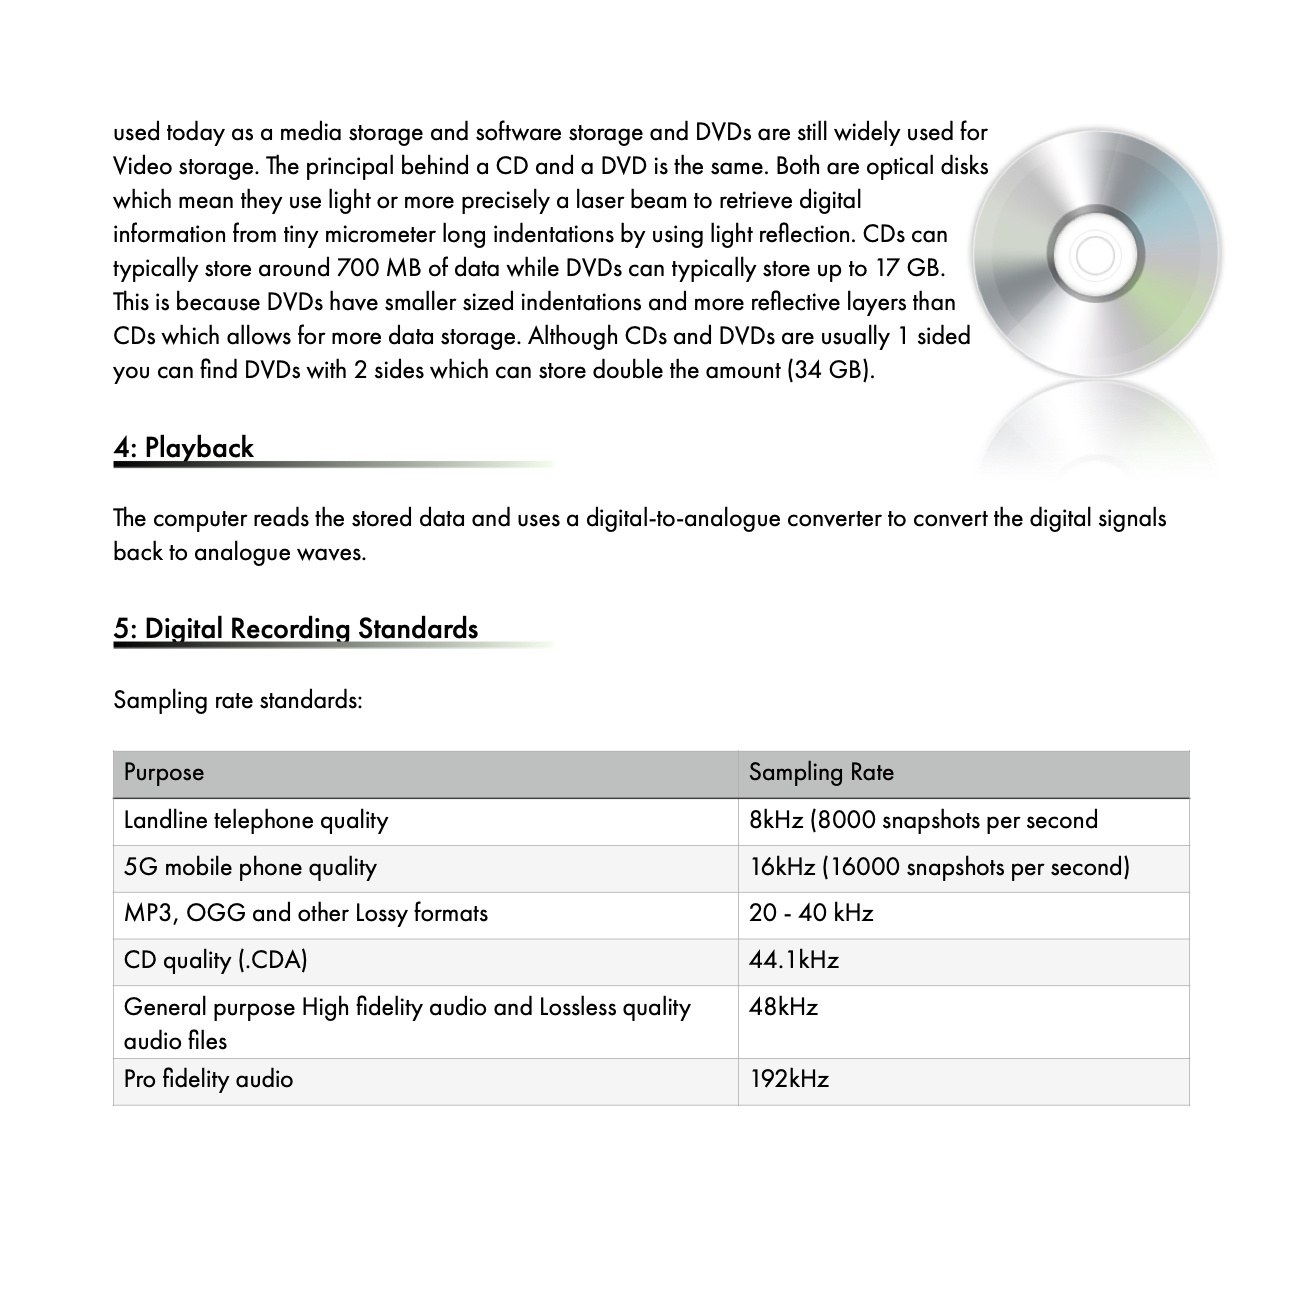 used today as a media storage and software storage and DVDs are still widely used for
Video storage. The principal behind a CD and a DVD is the same. Both are optical disks
which mean they use light or more precisely a laser beam to retrieve digital
information from tiny micrometer long indentations by using light reflection. CDs can
typically store around 700 MB of data while DVDs can typically store up to 17 GB.
This is because DVDs have smaller sized indentations and more reflective layers than
CDs which allows for more data storage. Although CDs and DVDs are usually 1 sided
you can find DVDs with 2 sides which can store double the amount (34 GB).
4: Playback
The computer reads the stored data and uses a digital-to-analogue converter to convert the digital signals
back to analogue waves.
5: Digital Recording Standards
Sampling rate standards:
Purpose Sampling Rate
Landline telephone quality 8kHz (8000 snapshots per second
5G mobile phone quality 16kHz (16000 snapshots per second)
MP3, OGG and other Lossy formats 20 - 40 kHz
CD quality (.CDA) 44.1kHz
General purpose High fidelity audio and Lossless quality 48kHz
audio files
Pro fidelity audio 192kHz